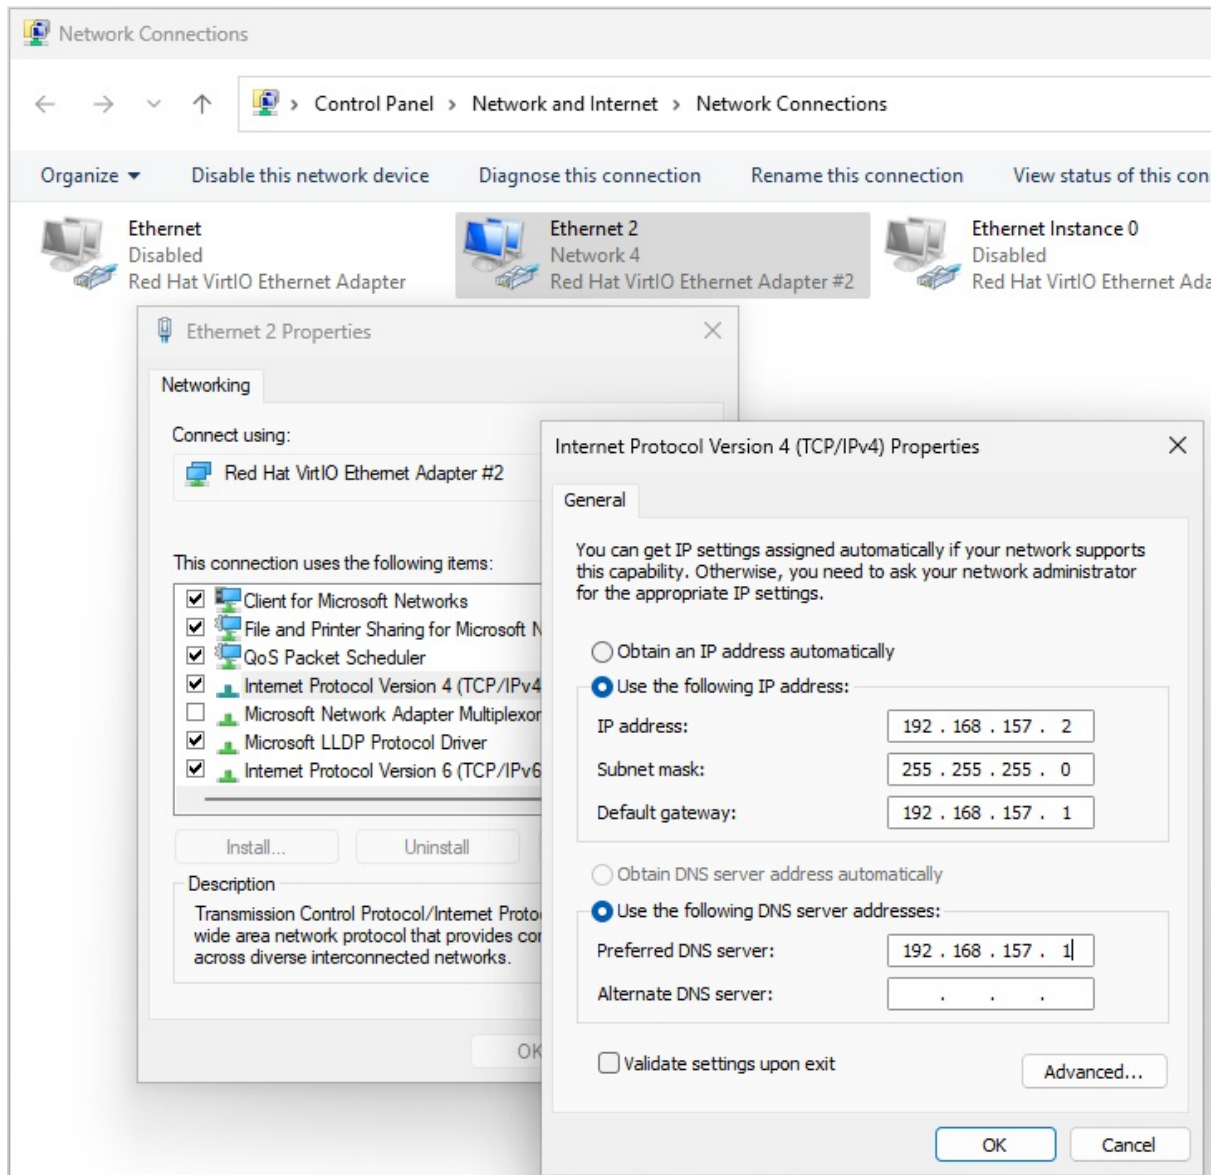 Network Connections
Control Panel > Network and Internet > Network Connections
Organize Disable this network device Diagnose this connection Rename this connection View status of this con
Ethernet
Disabled
Red Hat VirtIO Ethernet Adapter
Ethernet 2
Network 4
Red Hat VirtIO Ethernet Adapter #2
Ethernet Instance 0
Disabled
Red Hat VirtIO Ethernet Ada
Ethernet 2 Properties
Networking
Connect using:
Red Hat VirtIO Ethernet Adapter #2
This connection uses the following items:
Client for Microsoft Networks
File and Printer Sharing for Microsoft N
QoS Packet Scheduler
Internet Protocol Version 4 (TCP/IPv4
Microsoft Network Adapter Multiplexor
Microsoft LLDP Protocol Driver
Internet Protocol Version 6 (TCP/IPv6
Install... Uninstall
Description
Transmission Control Protocol/Internet Proto
wide area network protocol that provides co
across diverse interconnected networks.
OK
Internet Protocol Version 4 (TCP/IPv4) Properties
General
You can get IP settings assigned automatically if your network supports
this capability. Otherwise, you need to ask your network administrator
for the appropriate IP settings.
Obtain an IP address automatically
Use the following IP address:
IP address: 192 . 168 . 157 . 2
Subnet mask: 255 . 255 . 255 . 0
Default gateway: 192 . 168 . 157 . 1
Obtain DNS server address automatically
Use the following DNS server addresses:
Preferred DNS server: 192 . 168 . 157 . 1
Alternate DNS server: . . .
Validate settings upon exit
Advanced...
OK Cancel